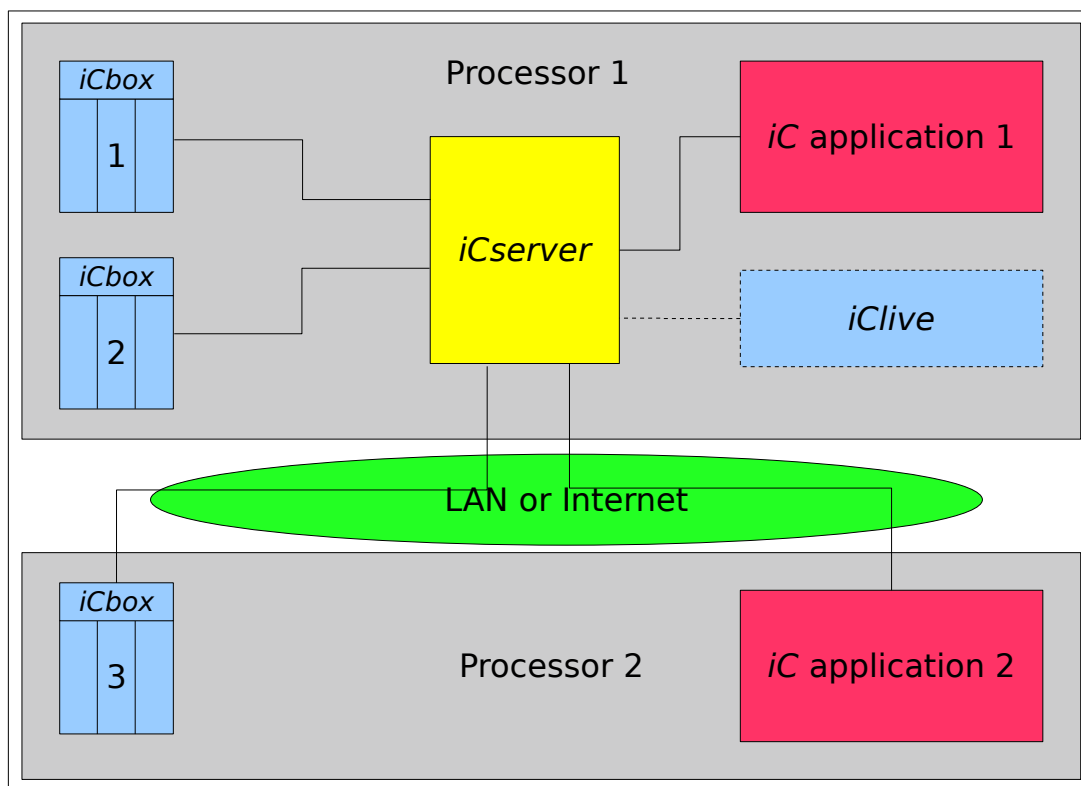 iCbox
1
Processor 1
iC application 1
iCserver
iCbox
2
iClive
LAN or Internet
iCbox
3
Processor 2
iC application 2